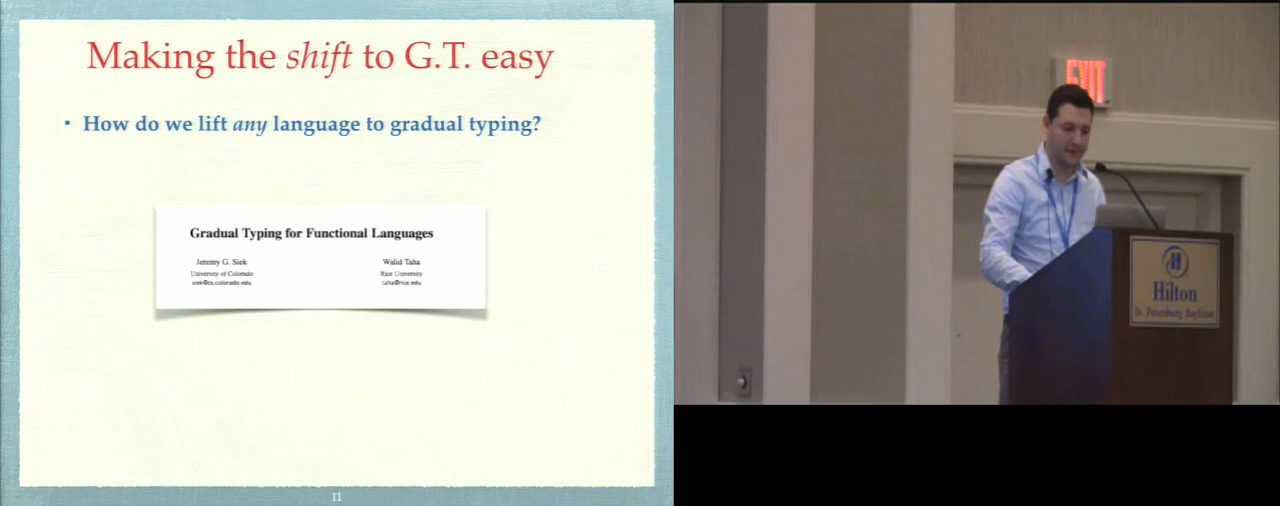 Making the shift to G.T. easy
• How do we lift any language to gradual typing?
Gradual Typing for Functional Languages
Jeremy G. Siek
University of Colorado
siek@cs.colorado.edu
Walid Taha
Rice University
taha@rice.edu
11
EXIT
H
Hilton
St. Petersburg Bayfront